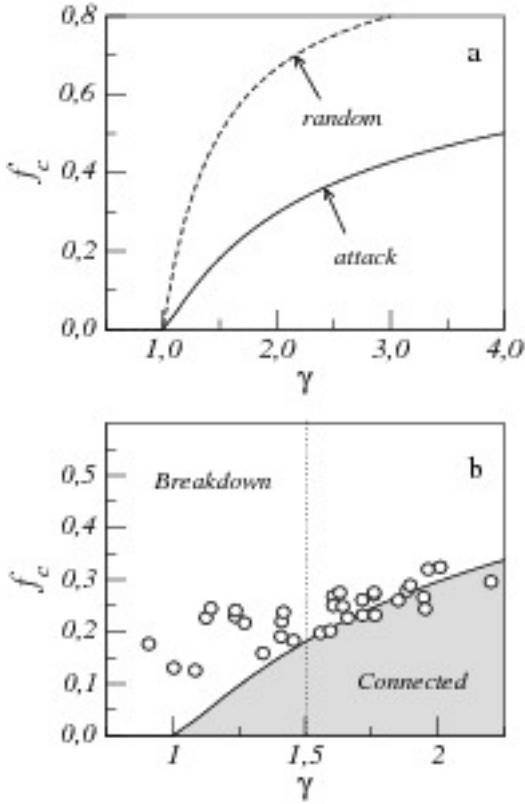 0,8
a
0,6
random
f_c
0,4
0,2
attack
0,0
1,0 2,0 3,0 4,0
γ
b
0,5
Breakdown
0,4
f_c
0,3
0,2
0,1
Connected
0,0
1 1,5 2
γ